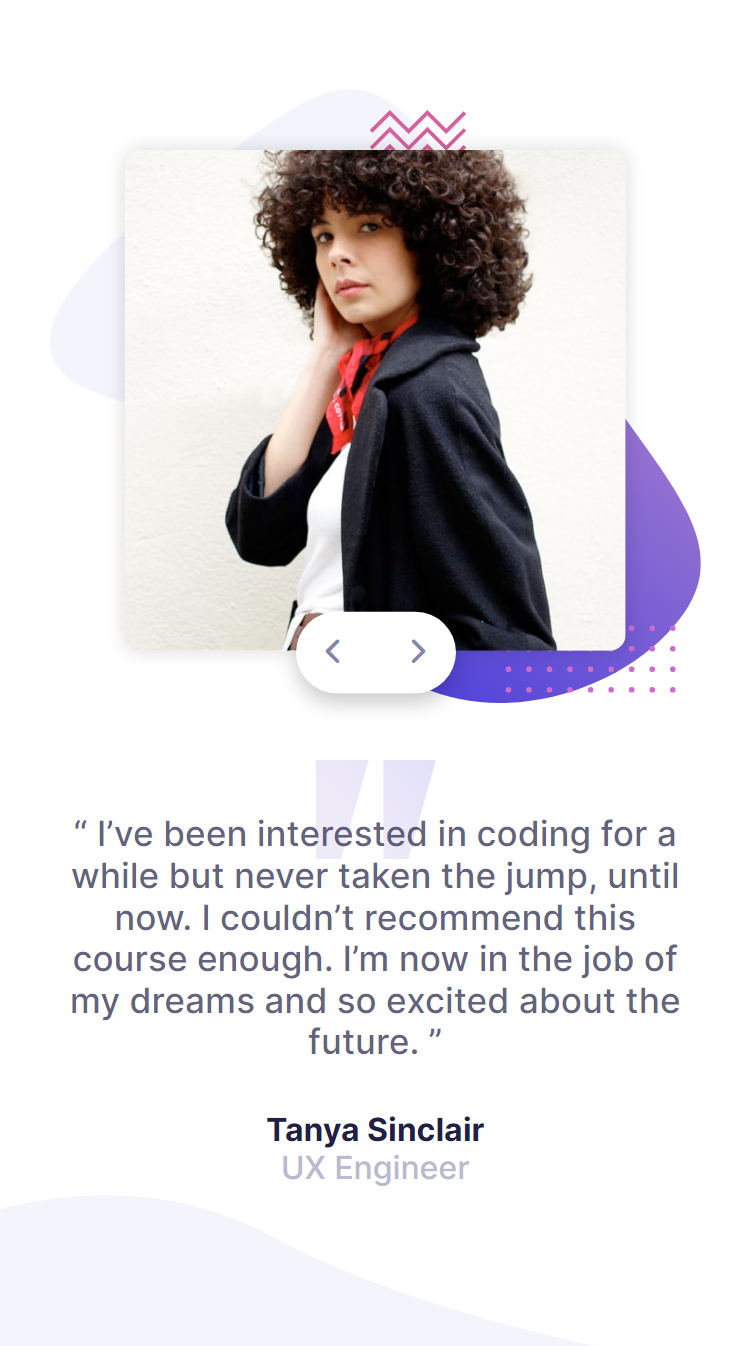 “ I’ve been interested in coding for a
while but never taken the jump, until
now. I couldn’t recommend this
course enough. I’m now in the job of
my dreams and so excited about the
future. ”
Tanya Sinclair
UX Engineer